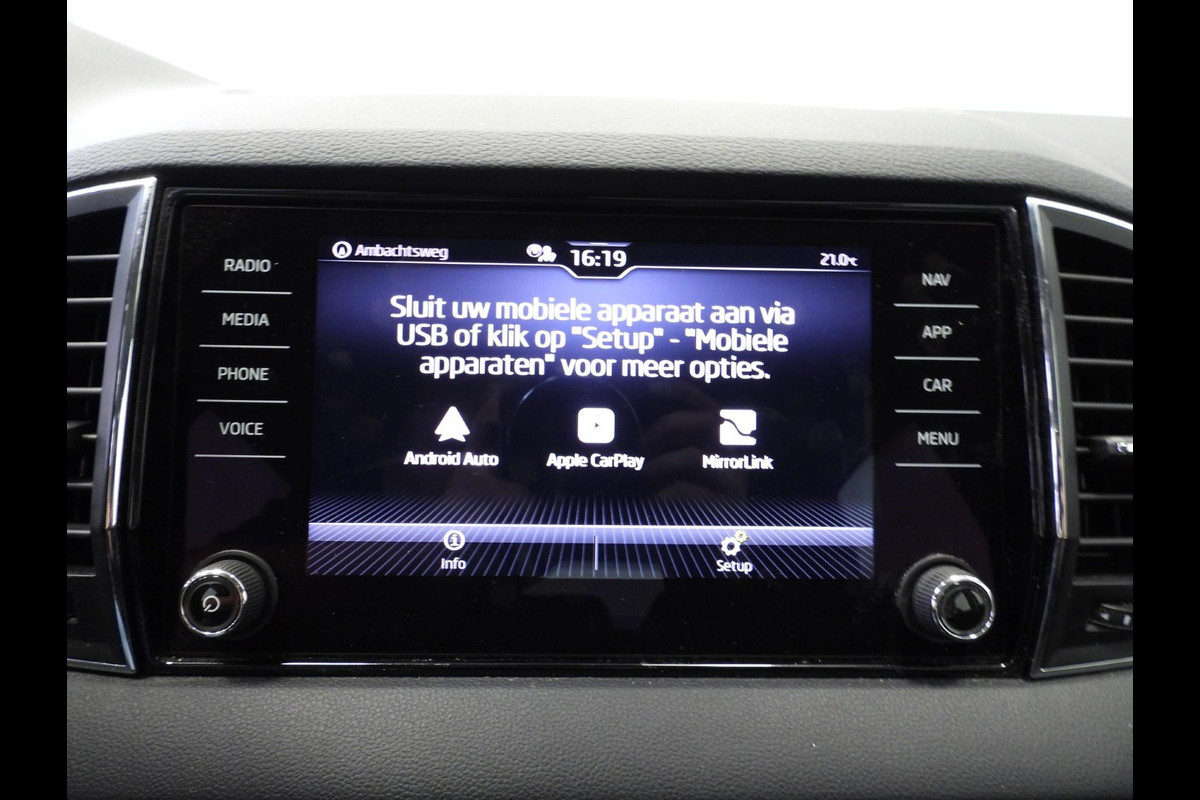 Ambachtsweg 16:19 21.0°C
RADIO
MEDIA
PHONE
VOICE
Sluit uw mobiele apparaat aan via
USB of klik op "Setup" - "Mobiele
apparaten" voor meer opties.
Android Auto Apple CarPlay MirrorLink
Info Setup
NAV
APP
CAR
MENU